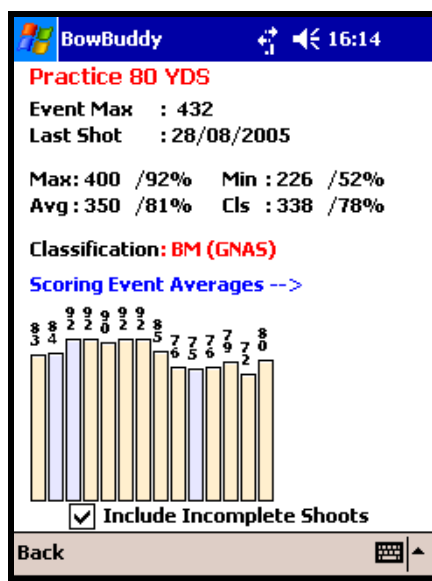 BowBuddy 16:14
Practice 80 YDS
Event Max : 432
Last Shot : 28/08/2005
Max: 400 /92% Min : 226 /52%
Avg : 350 /81% Cls : 338 /78%
Classification: BM (GNAS)
Scoring Event Averages -->
83 84 92 92 90 92 92 85 76 75 76 79 72 80
Include Incomplete Shoots
Back